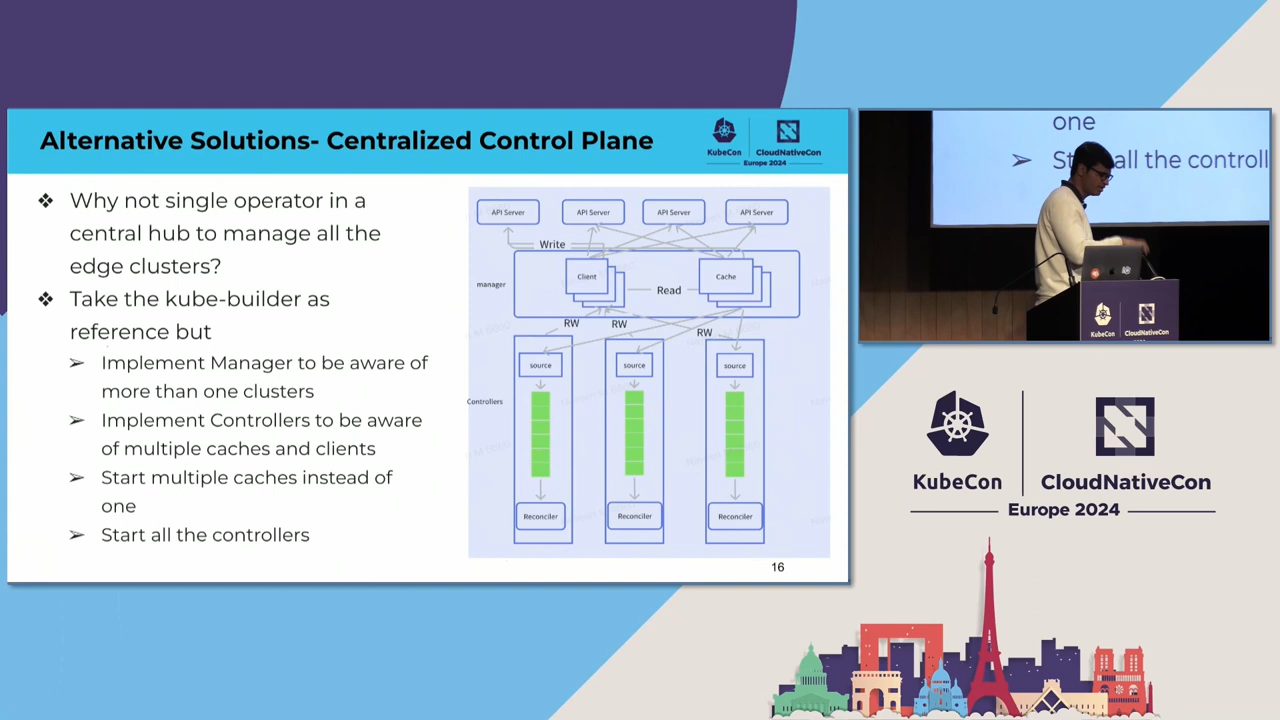 Alternative Solutions- Centralized Control Plane
KubeCon
CloudNativeCon
Europe 2024
❖ Why not single operator in a
central hub to manage all the
edge clusters?
❖ Take the kube-builder as
reference but
➢ Implement Manager to be aware of
more than one clusters
➢ Implement Controllers to be aware
of multiple caches and clients
➢ Start multiple caches instead of
one
➢ Start all the controllers
API Server
API Server
API Server
API Server
Write
manager
Client
Cache
Read
RW
RW
RW
source
source
source
Controllers
Reconciler
Reconciler
Reconciler
16
one
➢ all the controll
KubeCon
CloudNativeCon
KubeCon
CloudNativeCon
Europe 2024